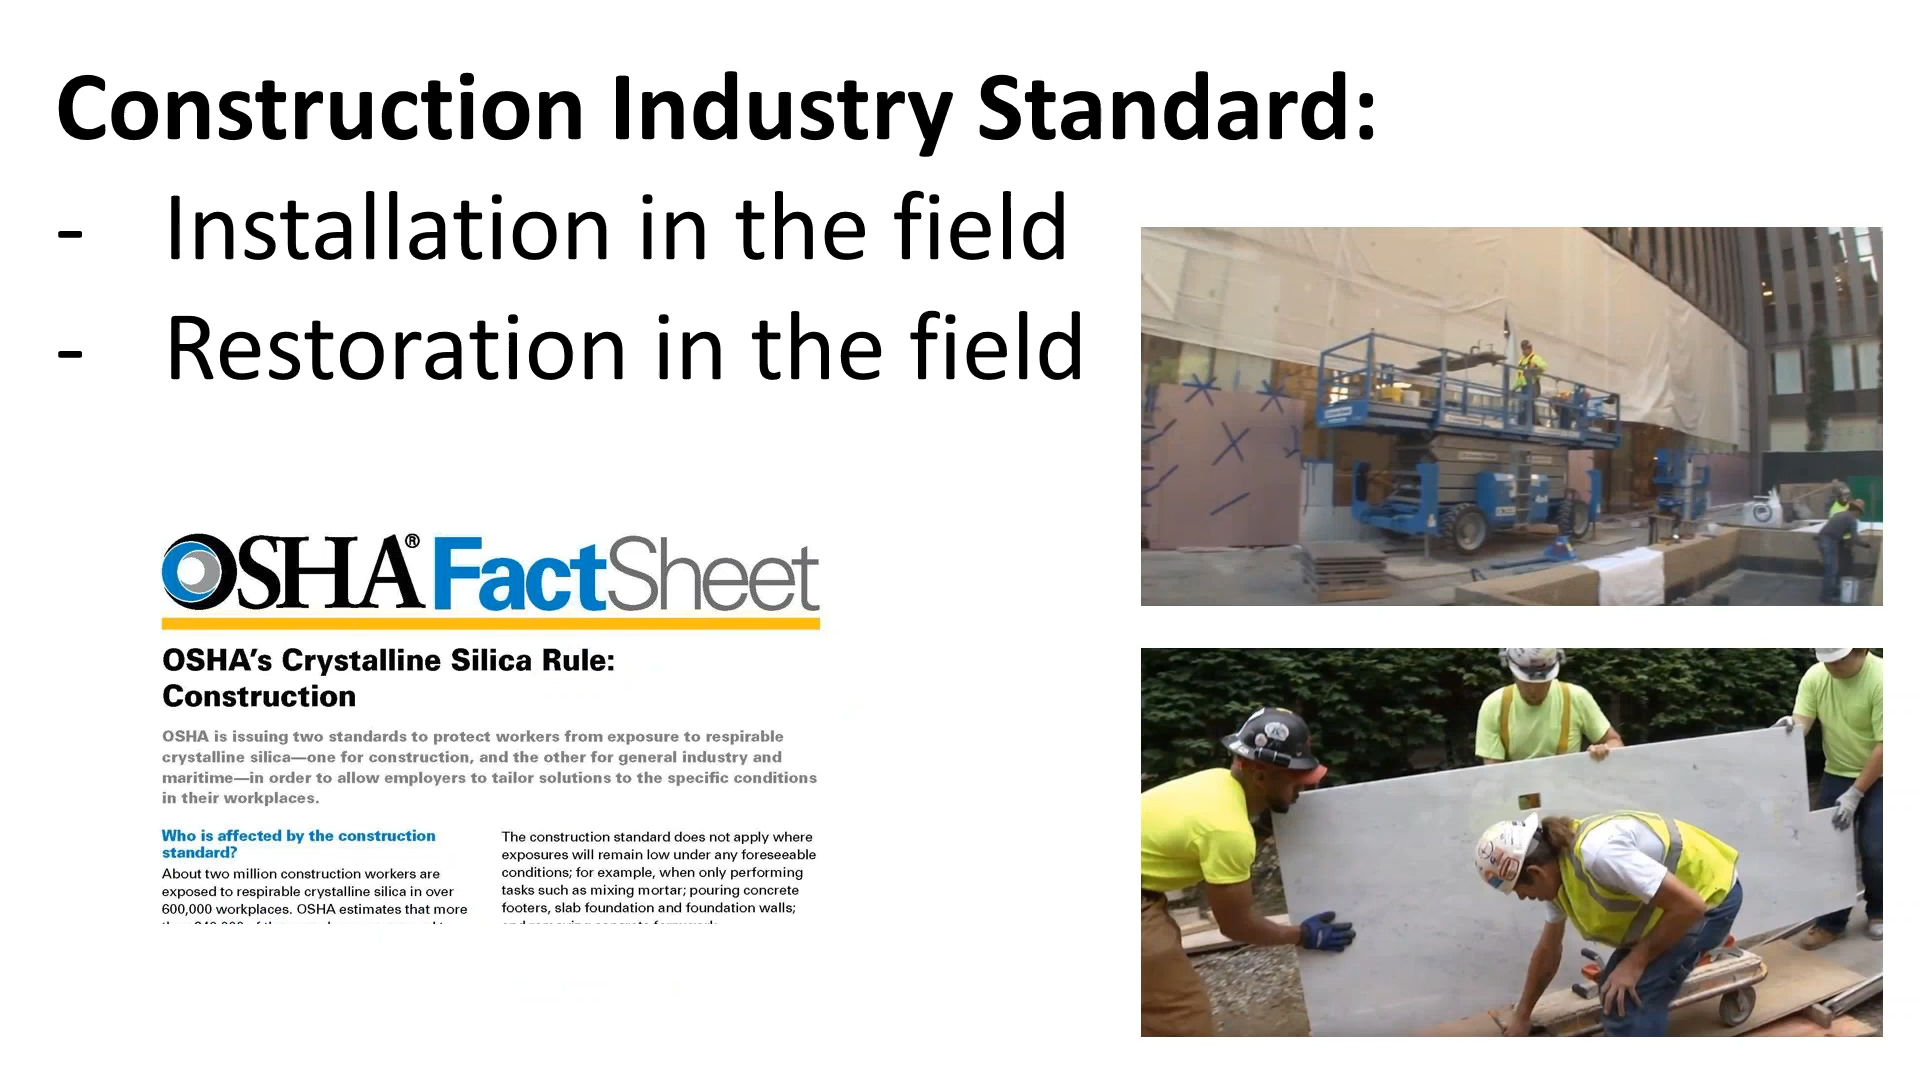 Construction Industry Standard:
- Installation in the field
- Restoration in the field
OSHA® FactSheet
OSHA's Crystalline Silica Rule:
Construction
OSHA is issuing two standards to protect workers from exposure to respirable
crystalline silica—one for construction, and the other for general industry and
maritime—in order to allow employers to tailor solutions to the specific conditions
in their workplaces.
Who is affected by the construction
standard?
About two million construction workers are
exposed to respirable crystalline silica in over
600,000 workplaces. OSHA estimates that more
The construction standard does not apply where
exposures will remain low under any foreseeable
conditions; for example, when only performing
tasks such as mixing mortar; pouring concrete
footers, slab foundation and foundation walls;